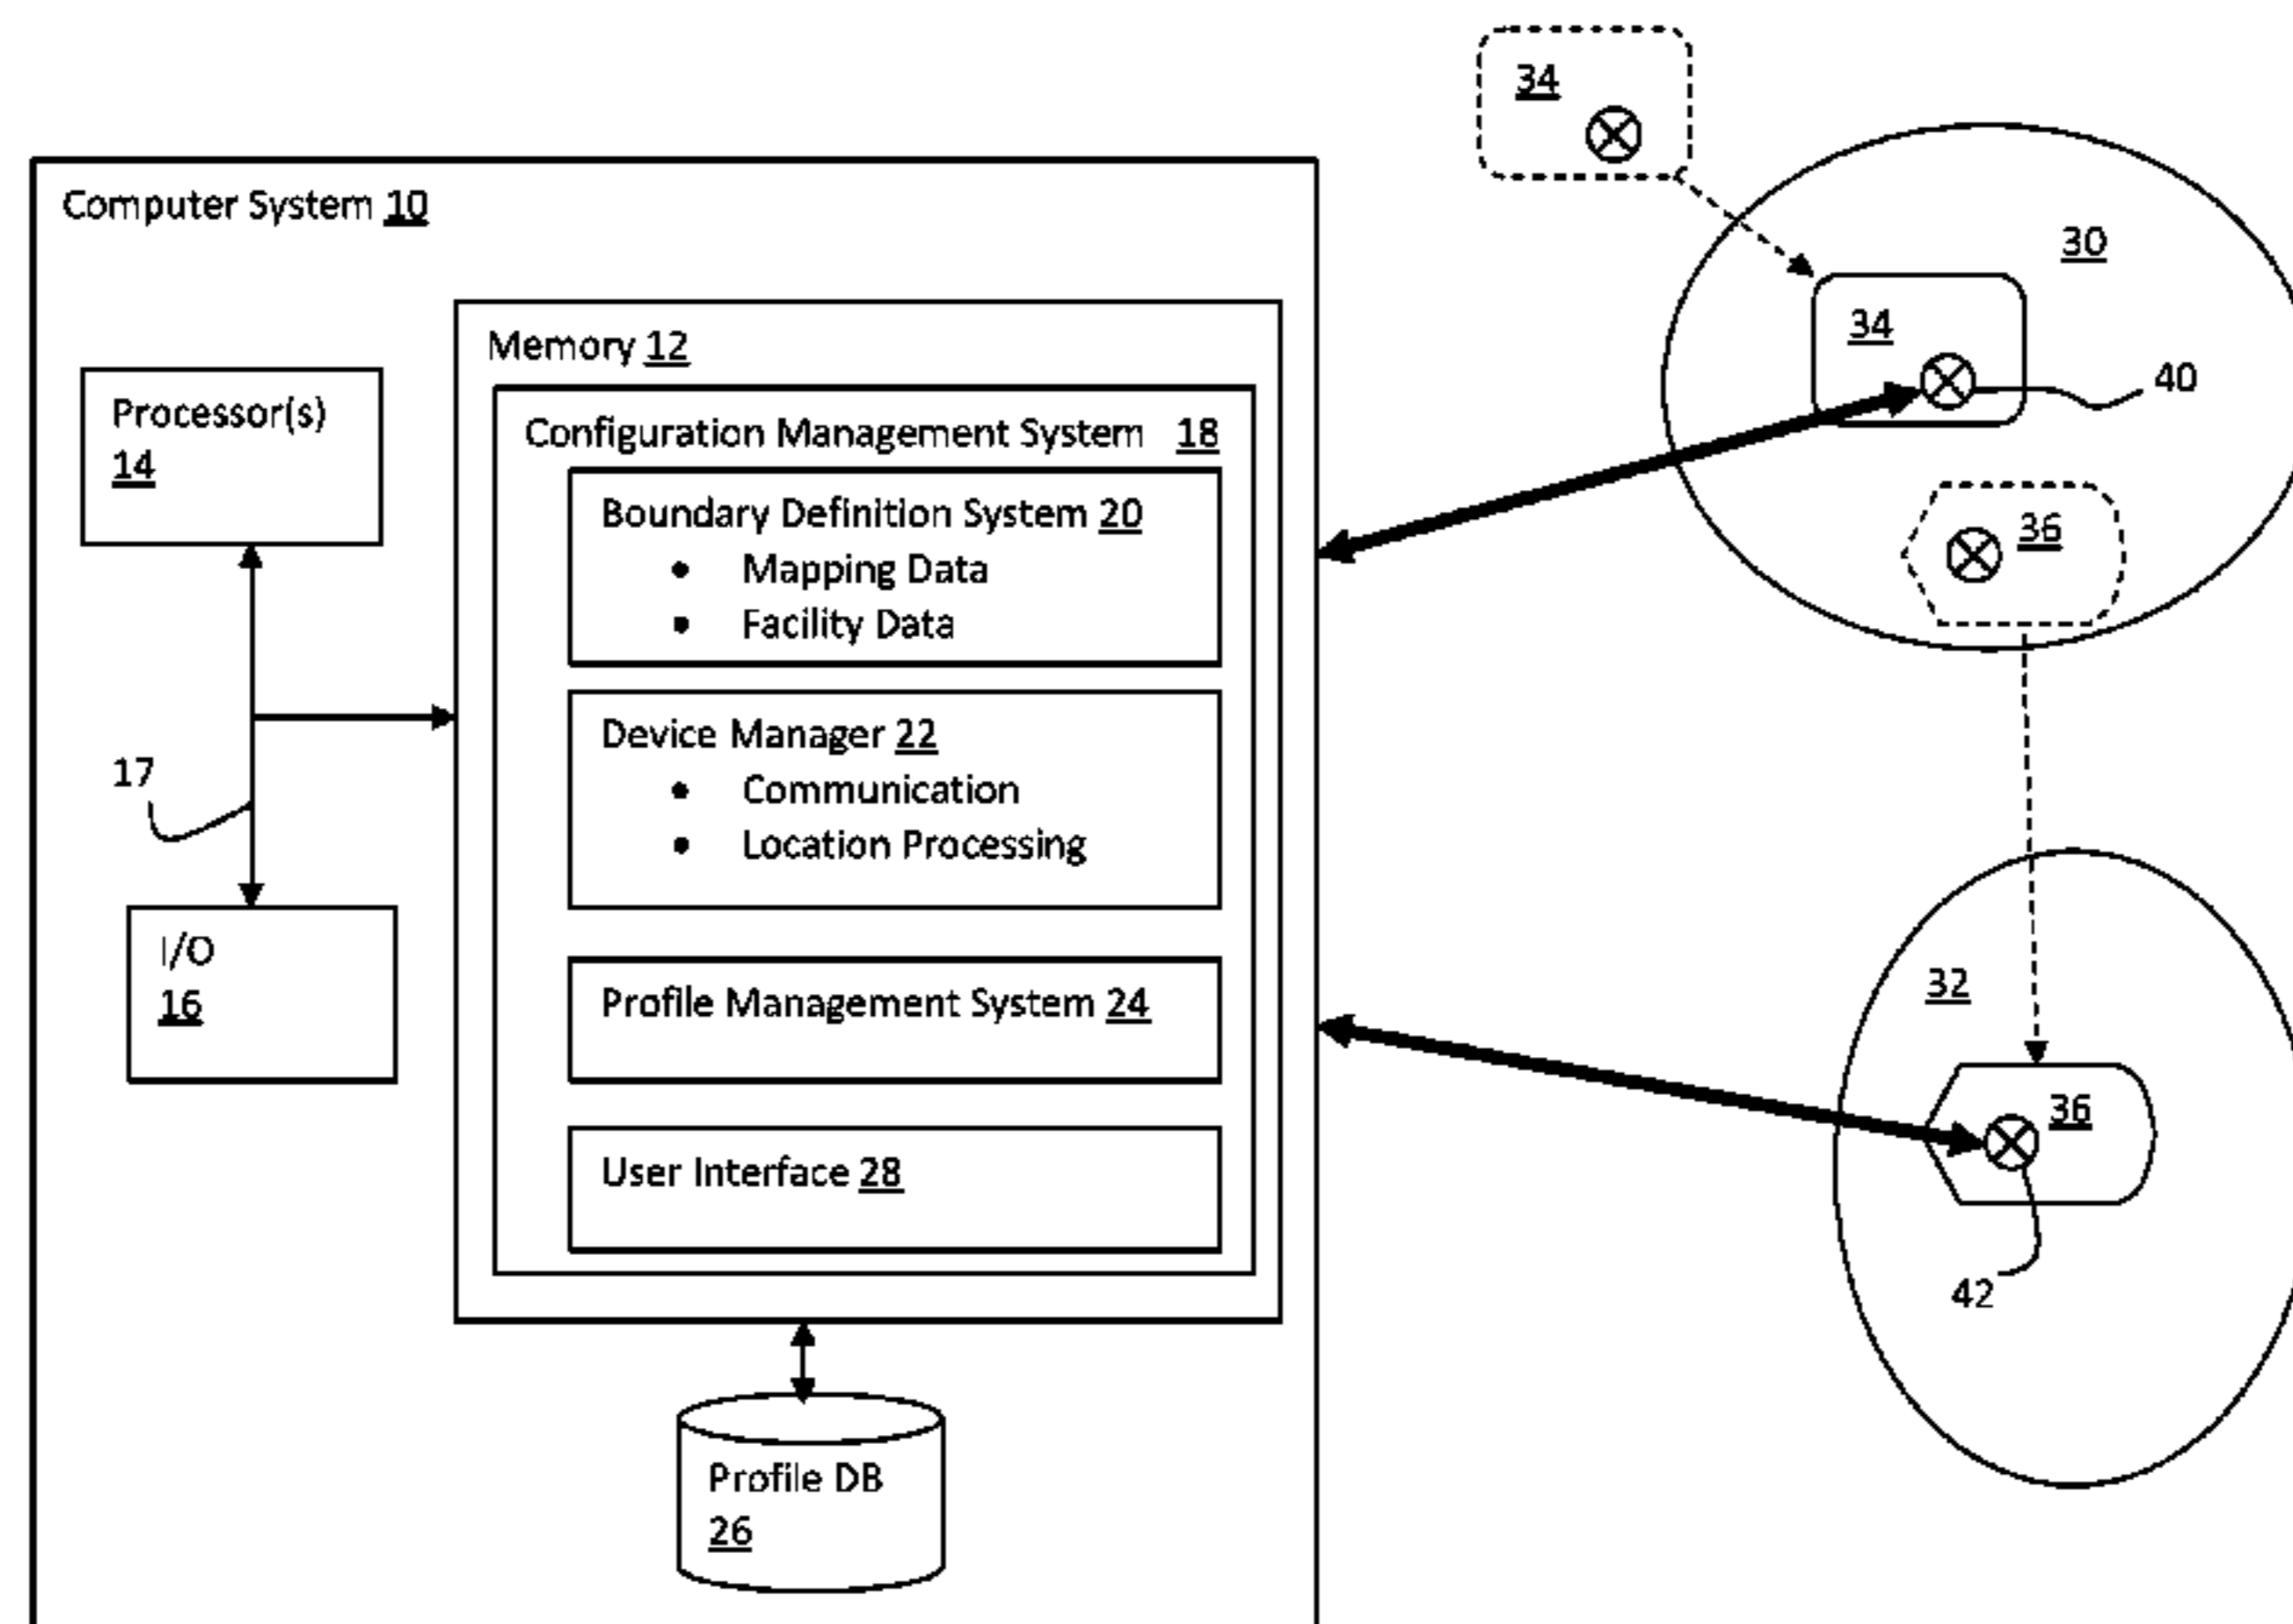 Computer System 10
Processor(s)
14
17
I/O
16
Memory 12
Configuration Management System 18
Boundary Definition System 20
• Mapping Data
• Facility Data
Device Manager 22
• Communication
• Location Processing
Profile Management System 24
User Interface 28
Profile DB
26
34
30
34
40
36
32
36
42